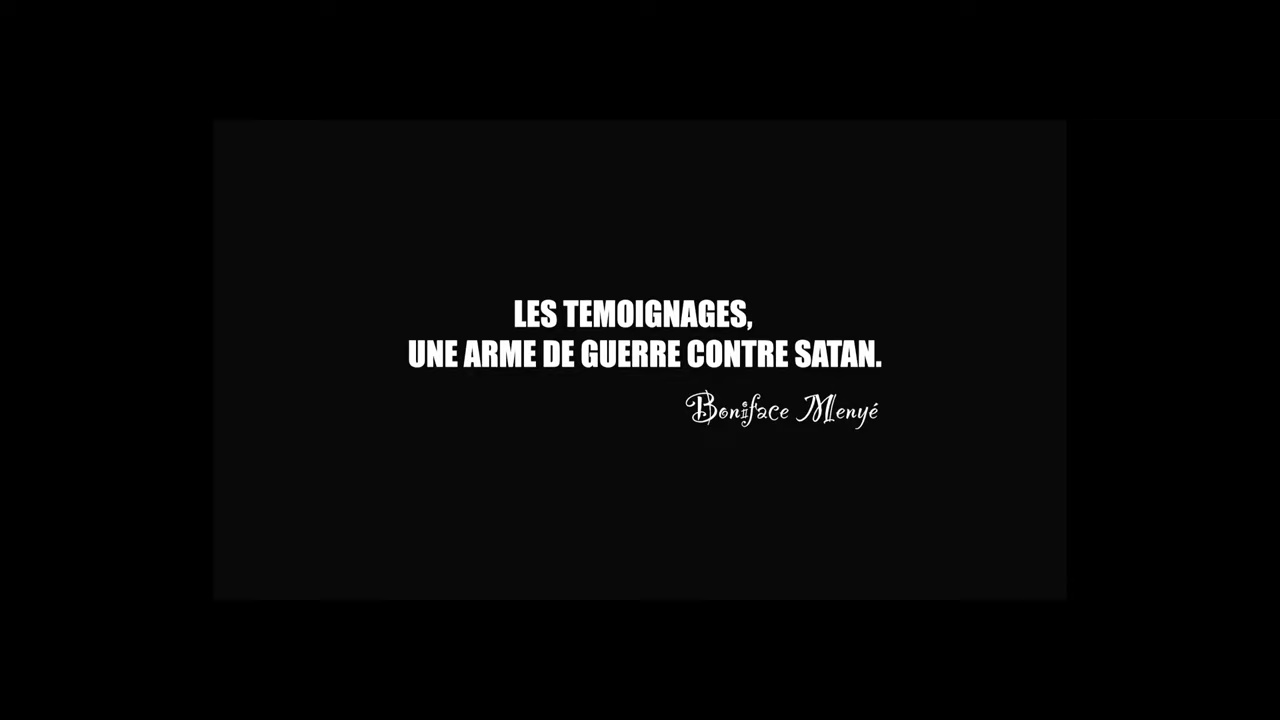 LES TEMOIGNAGES,
UNE ARME DE GUERRE CONTRE SATAN.
Boniface Menyé